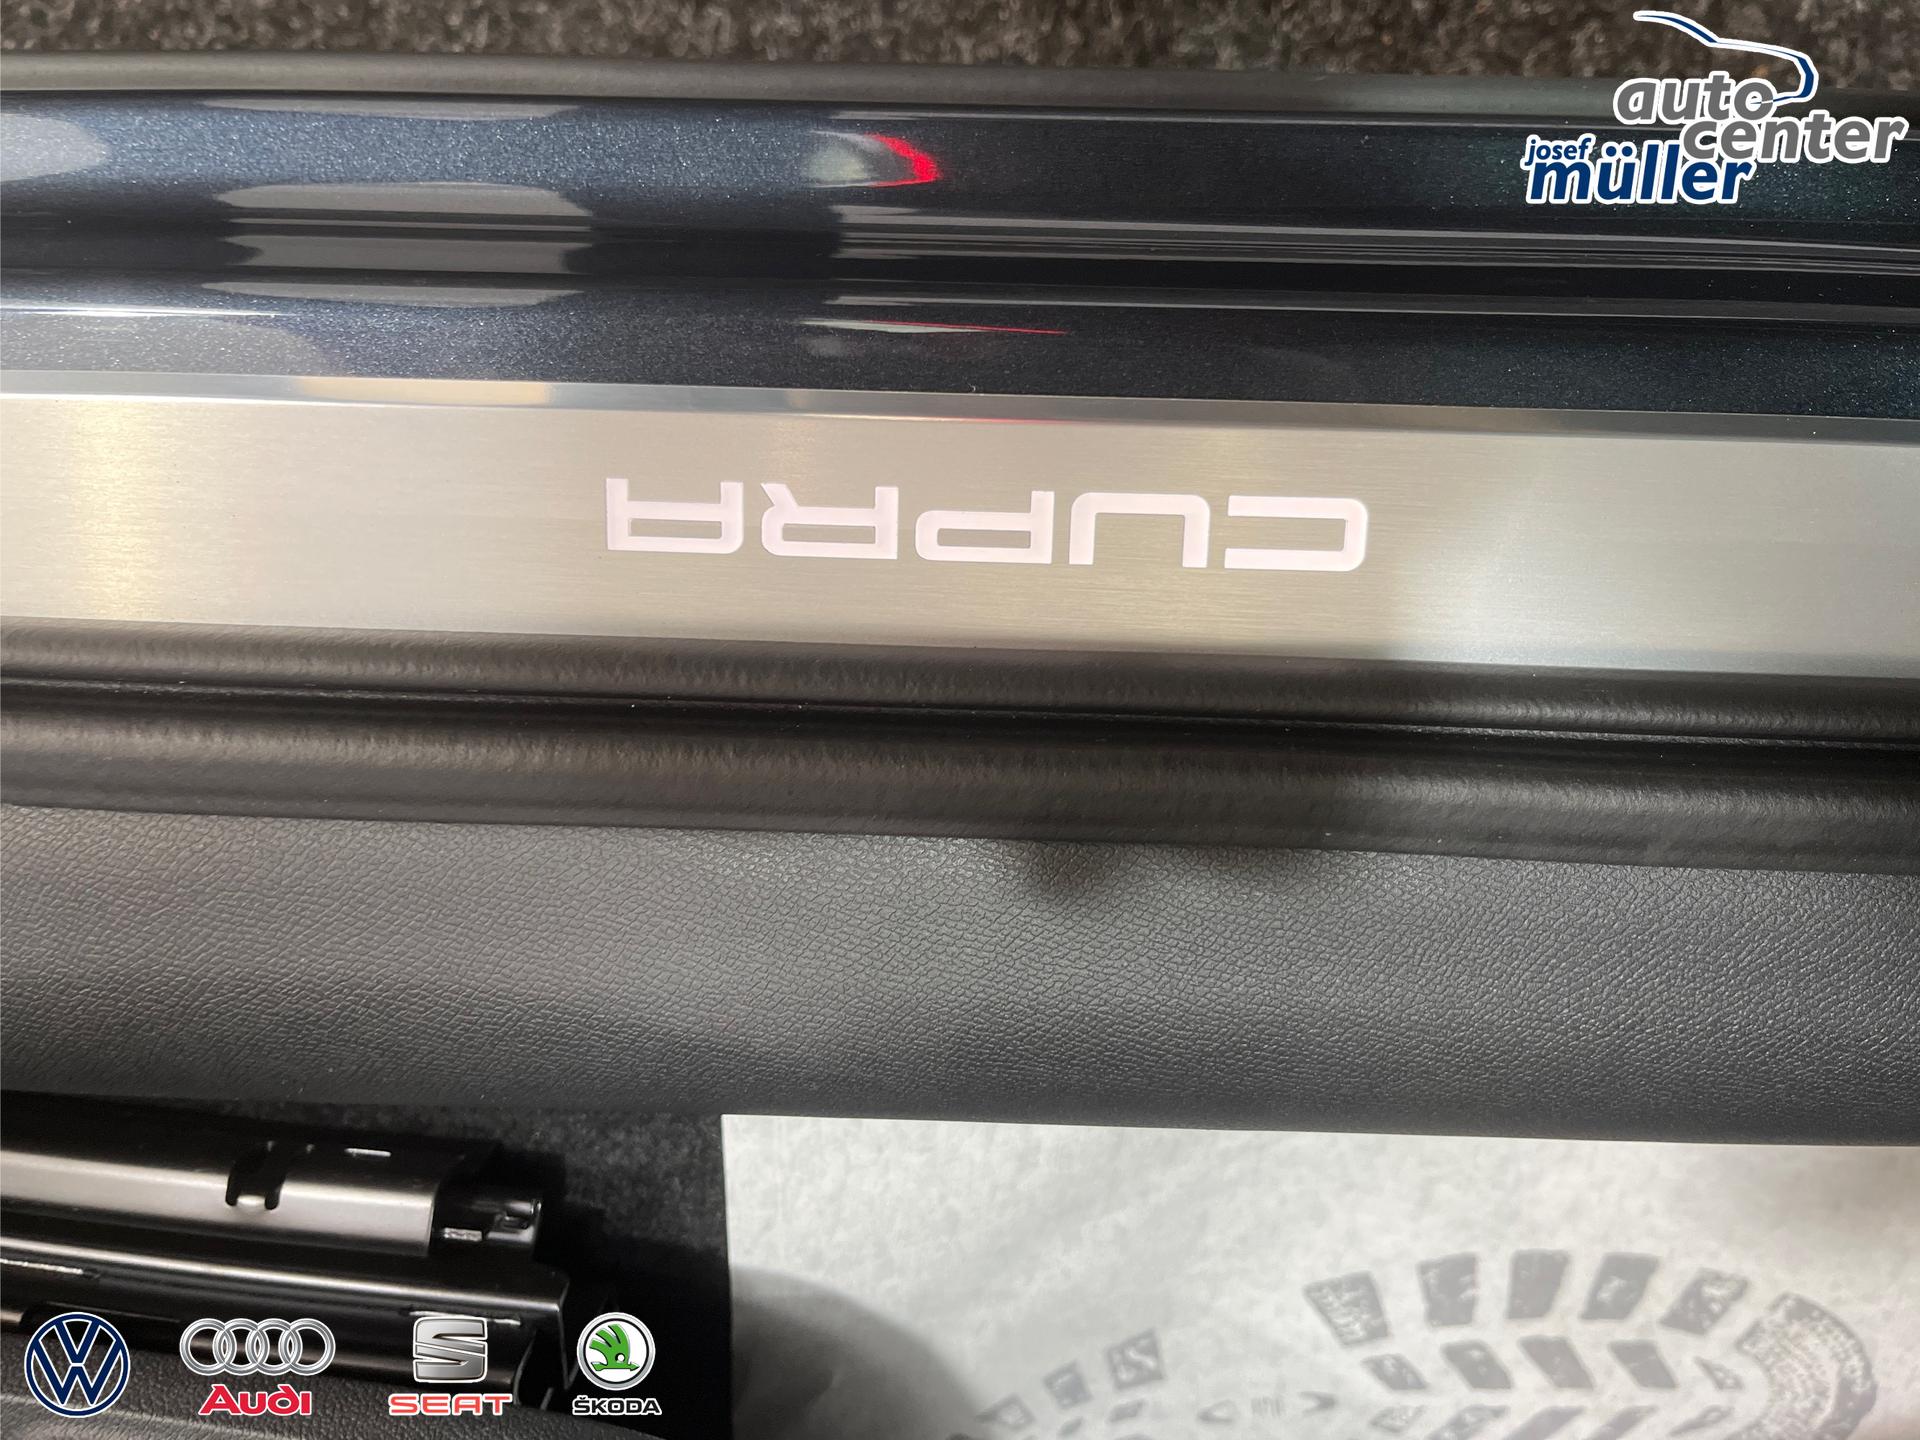 auto
center
josef
müller
CUPRA
Audi
SEAT
ŠKODA